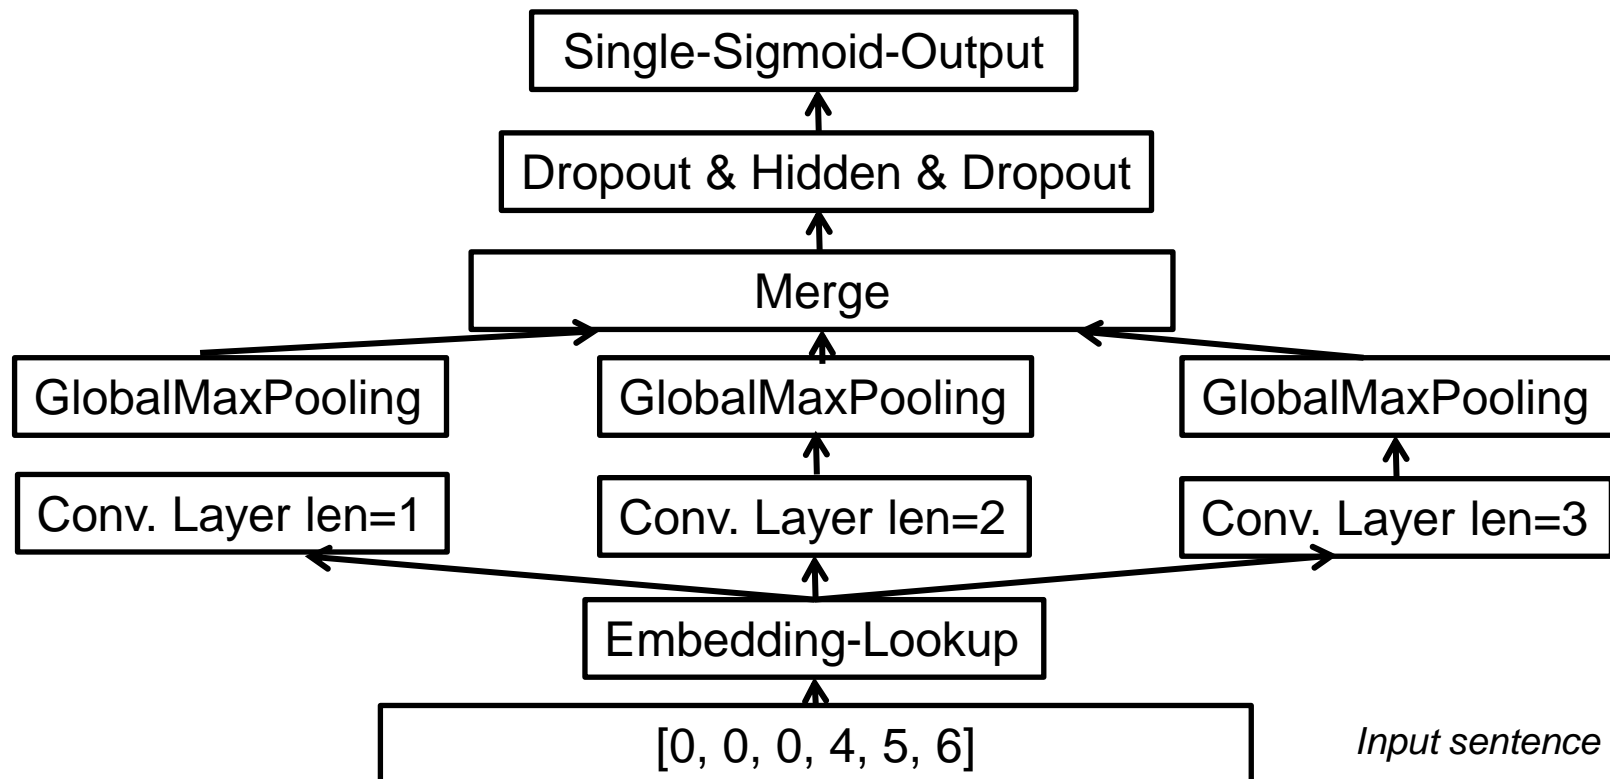 Single-Sigmoid-Output
Dropout & Hidden & Dropout
Merge
GlobalMaxPooling
GlobalMaxPooling
GlobalMaxPooling
Conv. Layer len=1
Conv. Layer len=2
Conv. Layer len=3
Embedding-Lookup
[0, 0, 0, 4, 5, 6]
Input sentence